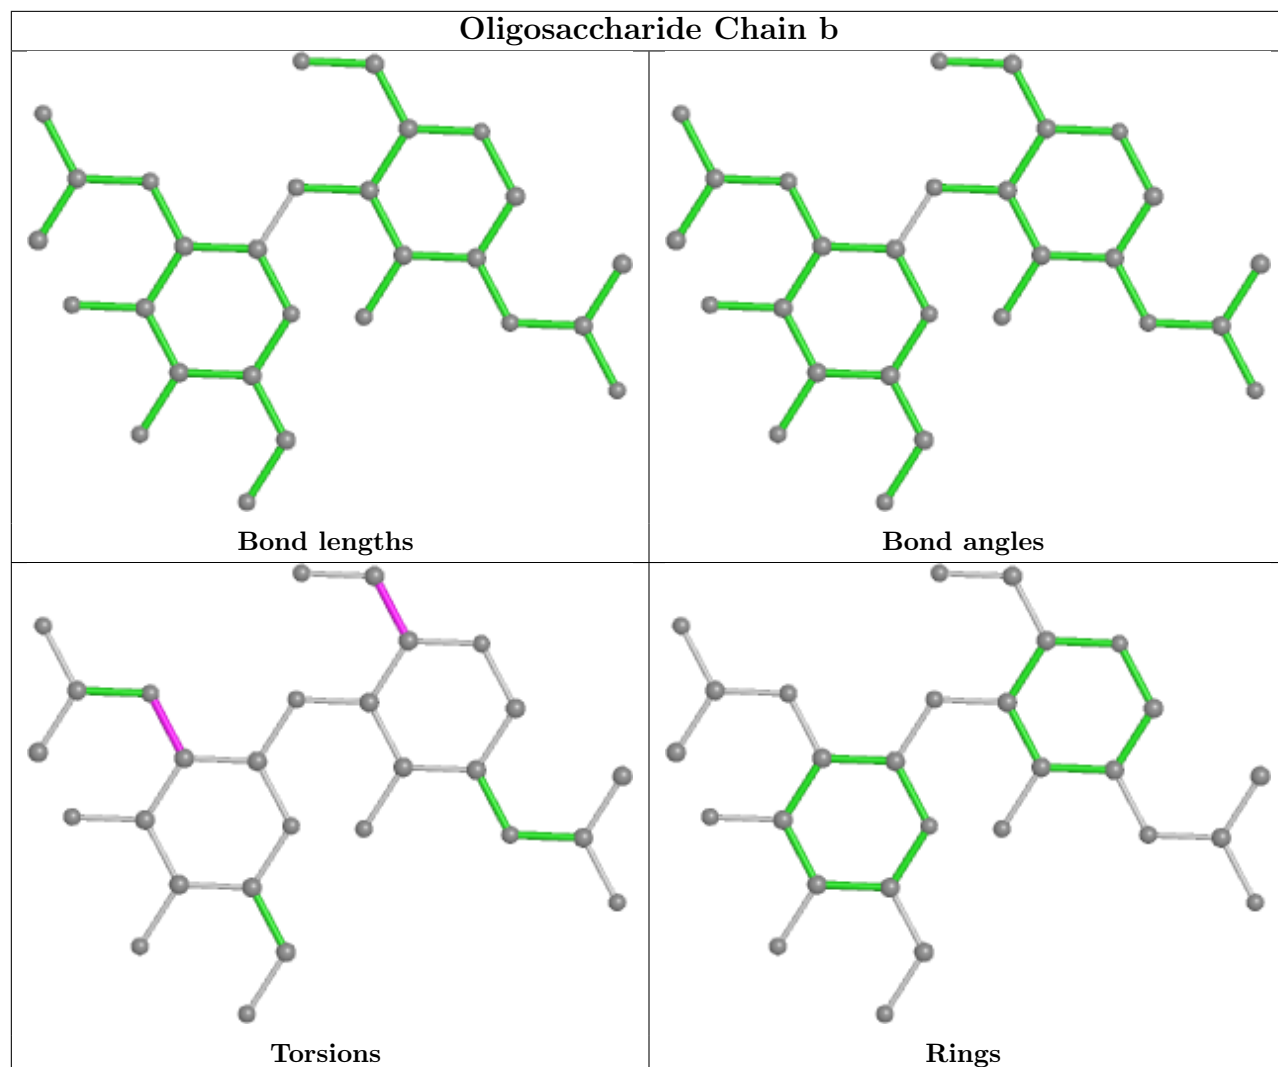 Oligosaccharide Chain b
Bond lengths
Bond angles
Torsions
Rings